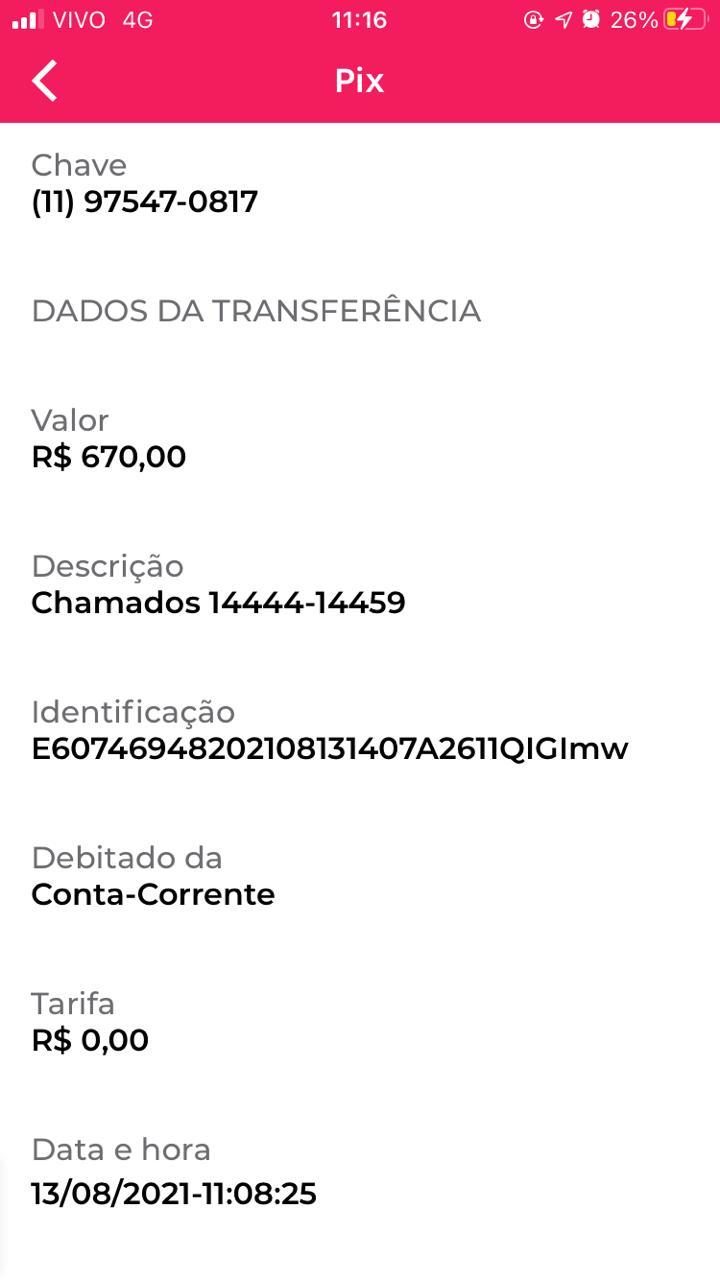 VIVO 4G 11:16 26%
Pix
Chave
(11) 97547-0817
DADOS DA TRANSFERÊNCIA
Valor
R$ 670,00
Descrição
Chamados 14444-14459
Identificação
E60746948202108131407A2611QIGImw
Debitado da
Conta-Corrente
Tarifa
R$ 0,00
Data e hora
13/08/2021-11:08:25